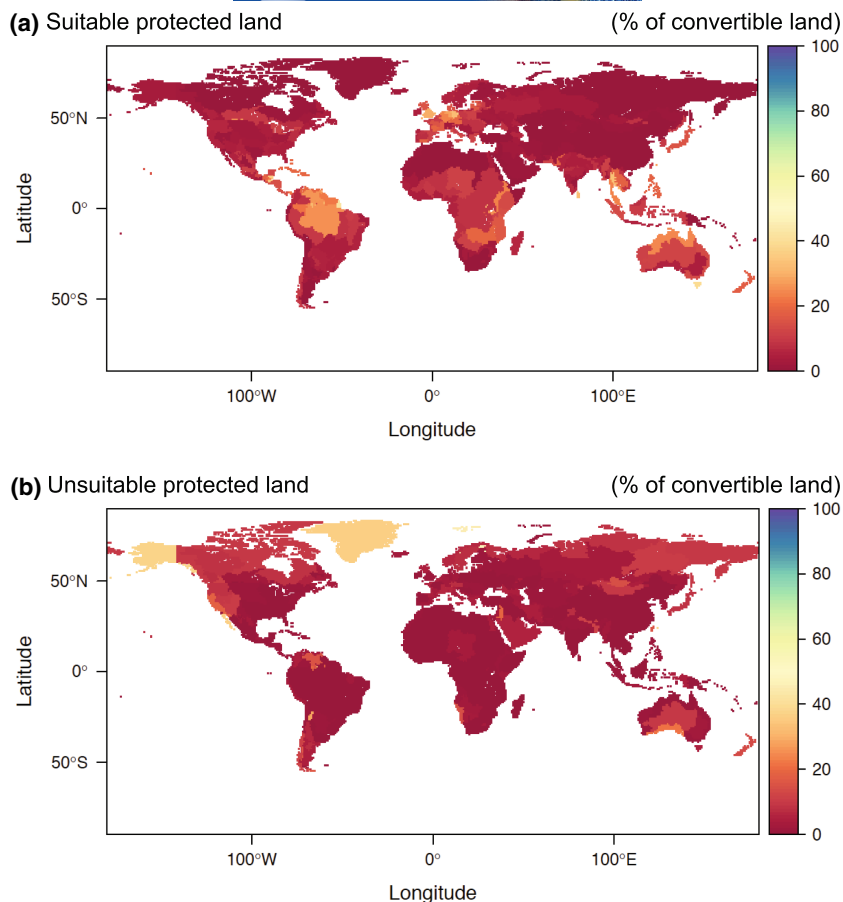 (a) Suitable protected land (% of convertible land)
100
80
60
40
20
0
50°N
0°
50°S
Latitude
100°W 0° 100°E
Longitude
(b) Unsuitable protected land (% of convertible land)
100
80
60
40
20
0
50°N
0°
50°S
Latitude
100°W 0° 100°E
Longitude